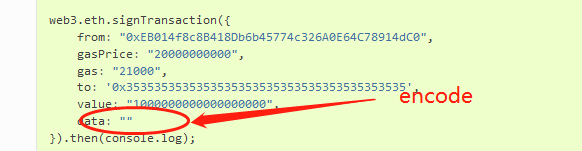 web3.eth.signTransaction({
from: "0xEB014f8c8B418Db6b45774c326A0E64C78914dC0",
gasPrice: "20000000000",
gas: "21000",
to: '0x3535353535353535353535353535353535353535',
value: "1000000000000000000",
data: ""
encode
}).then(console.log);